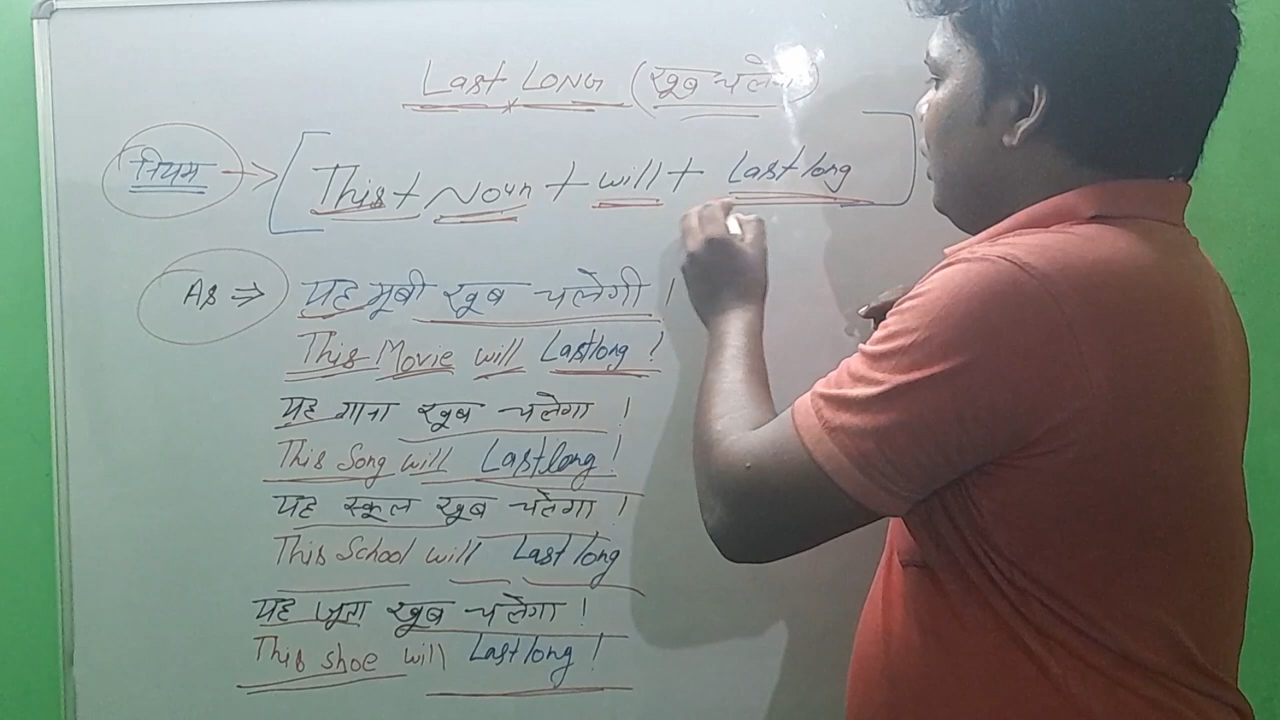 Last LONG (खूब चलेगा)
नियम → [This + Noun + will + Last long]
As ⇒ यह मूबी खूब चलेगी ।
This Movie will Lastlong !
यह गाना खूब चलेगा ।
This Song will Lastlong !
यह स्कूल खूब चलेगा ।
This School will Last long
यह जूता खूब चलेगा !
This shoe will Lastlong !